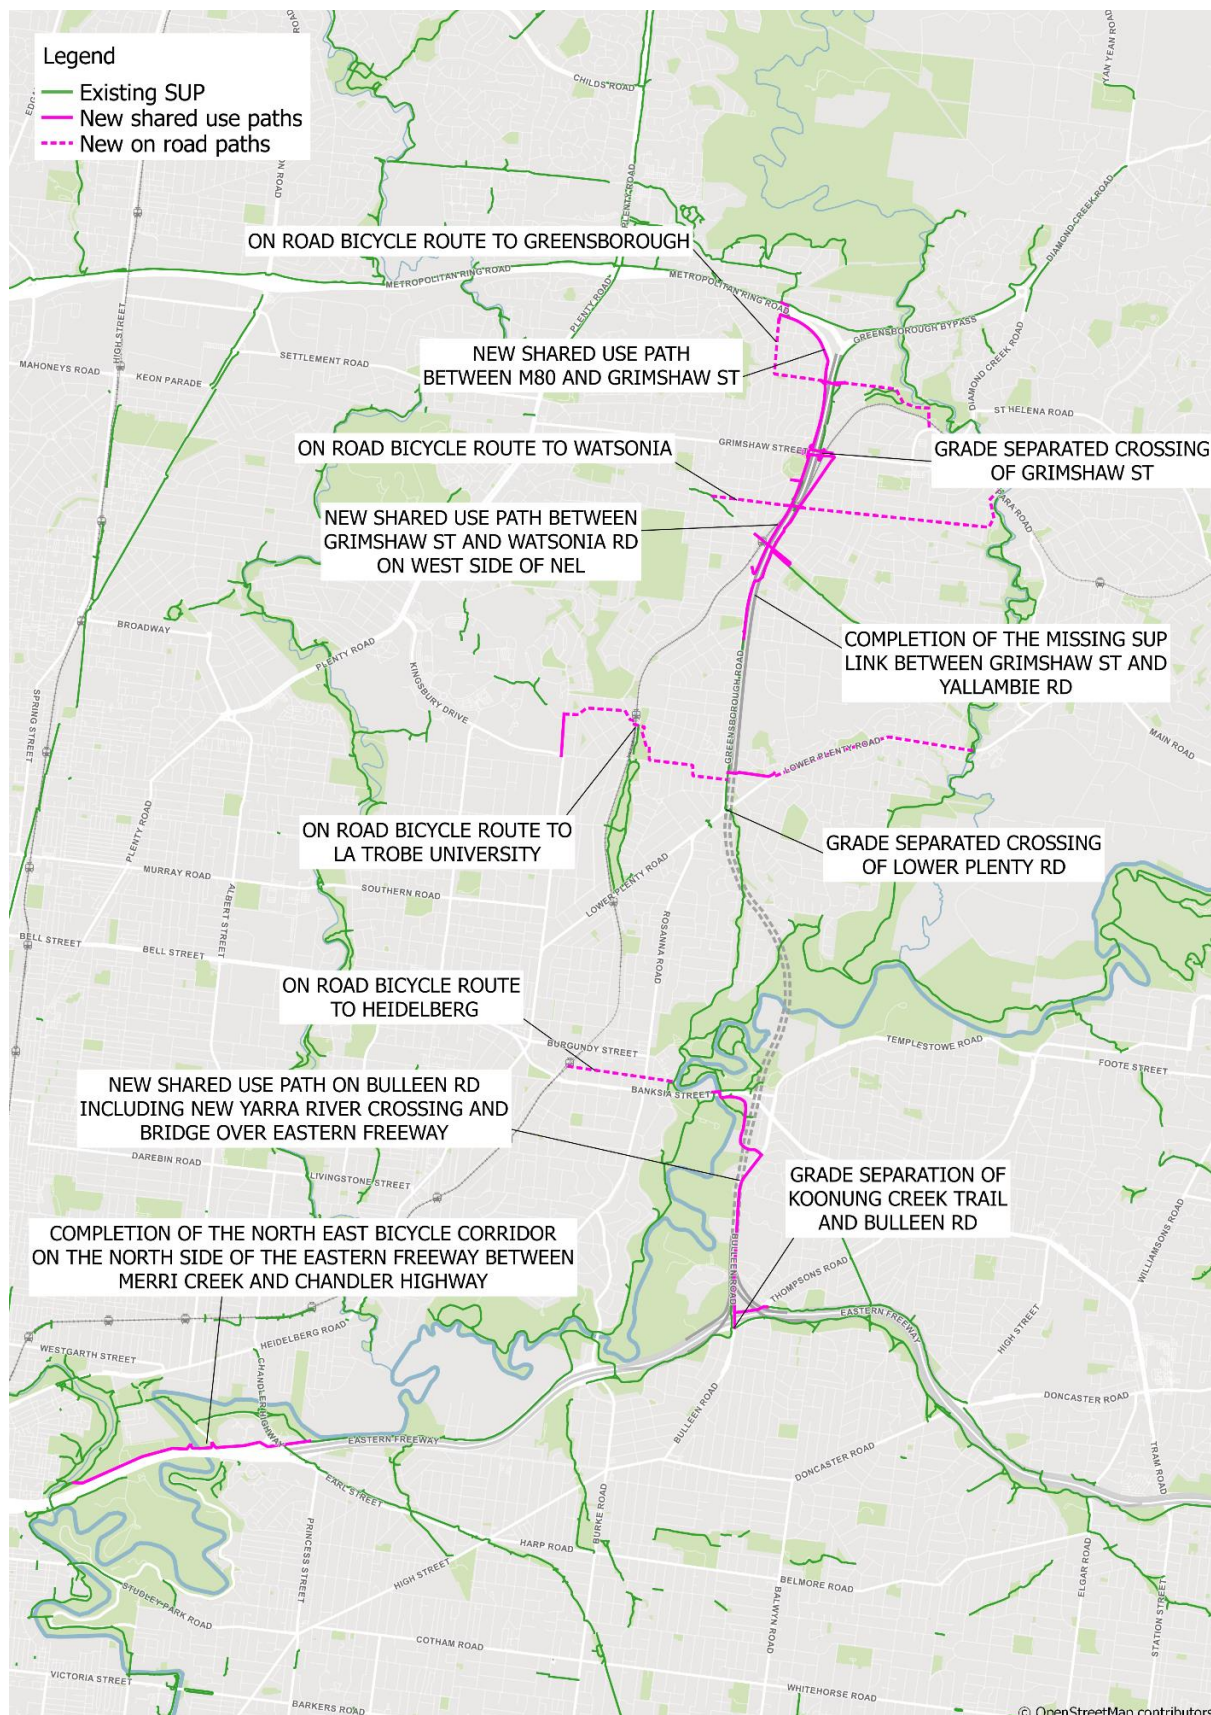 Legend
Existing SUP
New shared use paths
New on road paths
CHILDS ROAD
YAN YEAN ROAD
PLENTY ROAD
DIAMOND CREEK ROAD
ON ROAD BICYCLE ROUTE TO GREENSBOROUGH
METROPOLITAN RING ROAD
METROPOLITAN RING ROAD
PLENTY ROAD
HIGH STREET
GREENSBOROUGH BYPASS
NEW SHARED USE PATH
BETWEEN M80 AND GRIMSHAW ST
SETTLEMENT ROAD
MAHONEYS ROAD
KEON PARADE
DIAMOND CREEK ROAD
ST HELENA ROAD
ON ROAD BICYCLE ROUTE TO WATSONIA
GRIMSHAW STREET
GRADE SEPARATED CROSSING
OF GRIMSHAW ST
PARA ROAD
NEW SHARED USE PATH BETWEEN
GRIMSHAW ST AND WATSONIA RD
ON WEST SIDE OF NEL
BROADWAY
PLENTY ROAD
KINGSBURY DRIVE
COMPLETION OF THE MISSING SUP
LINK BETWEEN GRIMSHAW ST AND
YALLAMBIE RD
SPRING STREET
GREENSBOROUGH ROAD
LOWER PLENTY ROAD
MAIN ROAD
PLENTY ROAD
ON ROAD BICYCLE ROUTE TO
LA TROBE UNIVERSITY
GRADE SEPARATED CROSSING
OF LOWER PLENTY RD
MURRAY ROAD
ALBERT STREET
SOUTHERN ROAD
LOWER PLENTY ROAD
ROSANNA ROAD
BELL STREET
BELL STREET
ON ROAD BICYCLE ROUTE
TO HEIDELBERG
BURGUNDY STREET
TEMPLESTOWE ROAD
FOOTE STREET
NEW SHARED USE PATH ON BULLEEN RD
INCLUDING NEW YARRA RIVER CROSSING AND
BRIDGE OVER EASTERN FREEWAY
BANKSIA STREET
DAREBIN ROAD
LIVINGSTONE STREET
GRADE SEPARATION OF
KOONUNG CREEK TRAIL
AND BULLEEN RD
WILLIAMSONS ROAD
COMPLETION OF THE NORTH EAST BICYCLE CORRIDOR
ON THE NORTH SIDE OF THE EASTERN FREEWAY BETWEEN
MERRI CREEK AND CHANDLER HIGHWAY
BULLEEN ROAD
THOMPSONS ROAD
EASTERN FREEWAY
HIGH STREET
HEIDELBERG ROAD
WESTGARTH STREET
CHANDLER HIGHWAY
DONCASTER ROAD
BULLEEN ROAD
EASTERN FREEWAY
DONCASTER ROAD
TRAM ROAD
EARL STREET
BURKE ROAD
PRINCESS STREET
HARP ROAD
HIGH STREET
BELMORE ROAD
ELGAR ROAD
STUDLEY PARK ROAD
BALWYN ROAD
STATION STREET
COTHAM ROAD
VICTORIA STREET
WHITEHORSE ROAD
BARKERS ROAD
© OpenStreetMap contributors